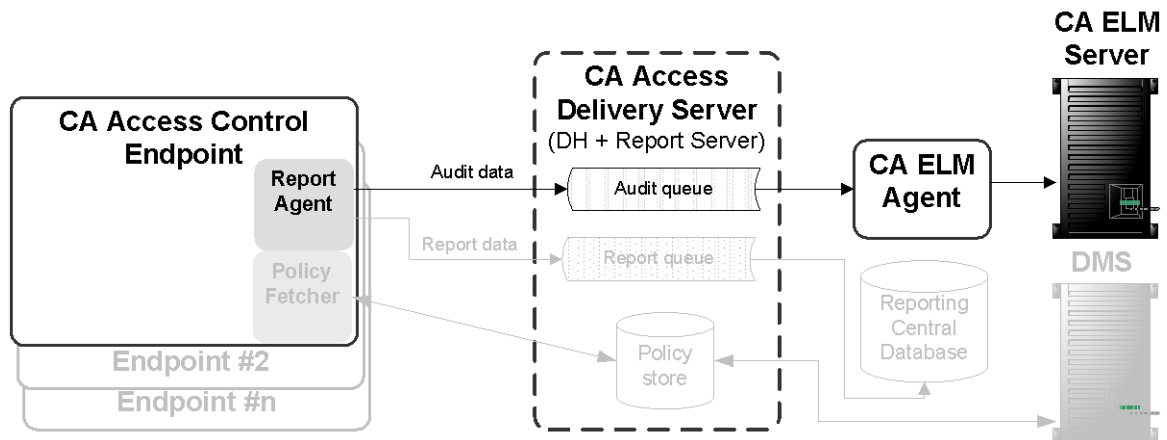 CA Access Control
Endpoint
Report
Agent
Policy
Fetcher
Endpoint #2
Endpoint #n
Audit data
Report data
CA Access
Delivery Server
(DH + Report Server)
Audit queue
Report queue
Policy
store
CA ELM
Agent
Reporting
Central
Database
CA ELM
Server
DMS